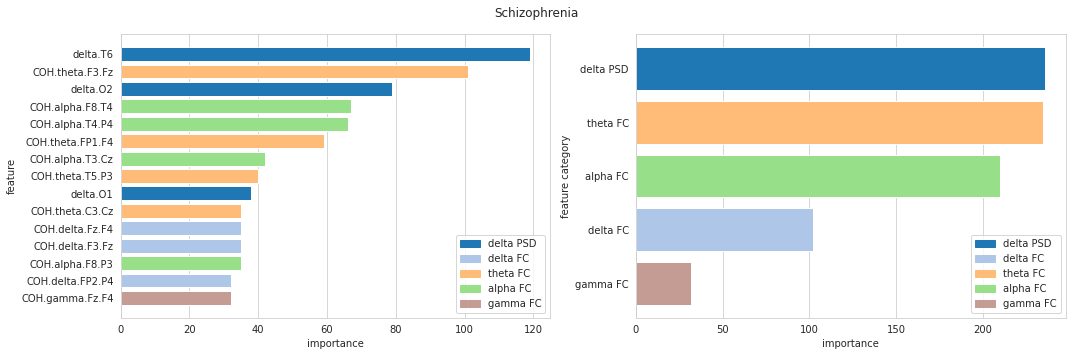 Schizophrenia
feature
delta.T6
COH.theta.F3.Fz
delta.O2
COH.alpha.F8.T4
COH.alpha.T4.P4
COH.theta.FP1.F4
COH.alpha.T3.Cz
COH.theta.T5.P3
delta.O1
COH.theta.C3.Cz
COH.delta.Fz.F4
COH.delta.F3.Fz
COH.alpha.F8.P3
COH.delta.FP2.P4
COH.gamma.Fz.F4
delta PSD
delta FC
theta FC
alpha FC
gamma FC
0 20 40 60 80 100 120
importance
feature category
delta PSD
theta FC
alpha FC
delta FC
gamma FC
delta PSD
delta FC
theta FC
alpha FC
gamma FC
0 50 100 150 200
importance